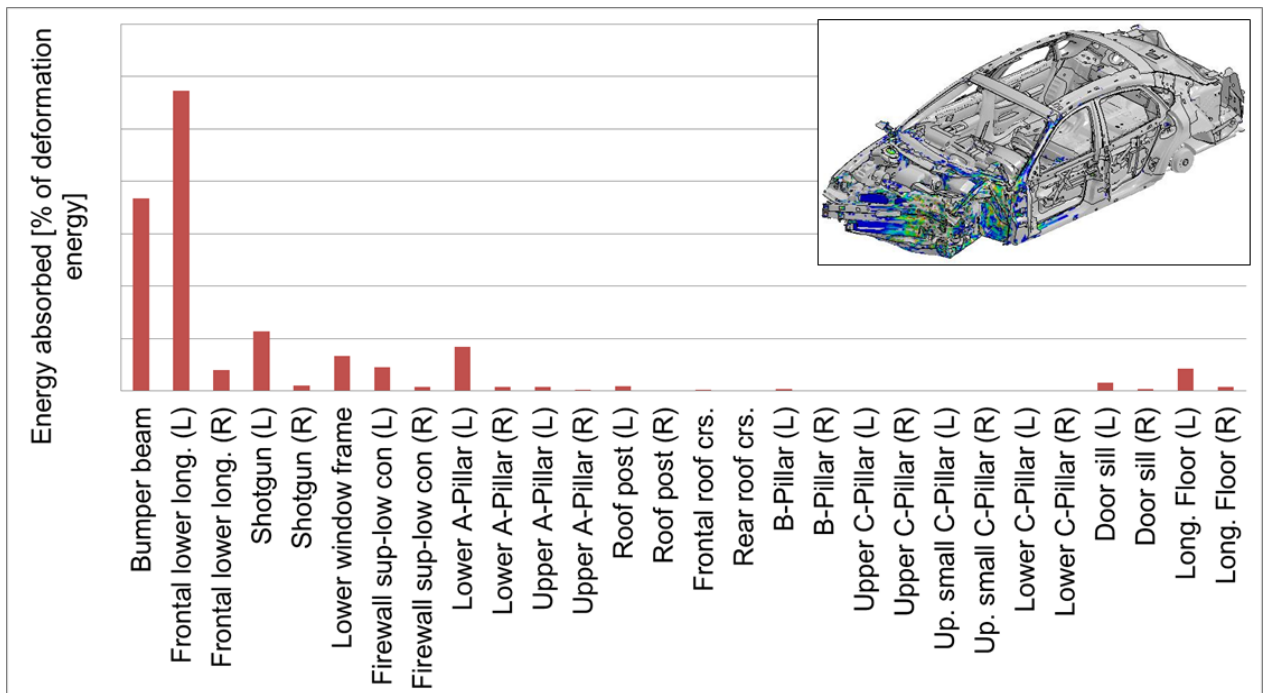 Energy absorbed [% of deformation
energy]
Bumper beam
Frontal lower long. (L)
Frontal lower long. (R)
Shotgun (L)
Shotgun (R)
Lower window frame
Firewall sup-low con (L)
Firewall sup-low con (R)
Lower A-Pillar (L)
Lower A-Pillar (R)
Upper A-Pillar (L)
Upper A-Pillar (R)
Roof post (L)
Roof post (R)
Frontal roof crs.
Rear roof crs.
B-Pillar (L)
B-Pillar (R)
Upper C-Pillar (L)
Upper C-Pillar (R)
Up. small C-Pillar (L)
Up. small C-Pillar (R)
Lower C-Pillar (L)
Lower C-Pillar (R)
Door sill (L)
Door sill (R)
Long. Floor (L)
Long. Floor (R)